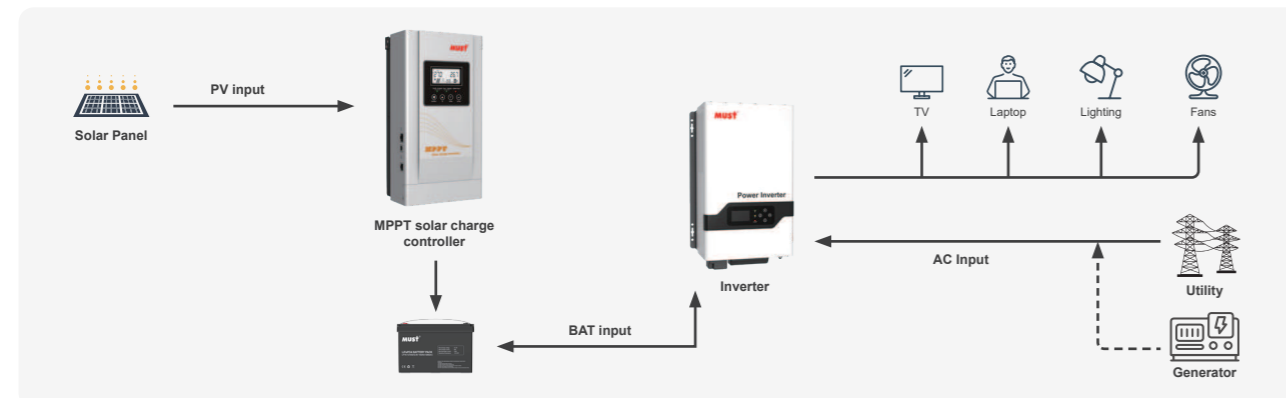 MUST
PV input
Solar Panel
MPPT
MPPT solar charge
controller
MUST
BAT input
MUST
Power Inverter
Inverter
TV
Laptop
Lighting
Fans
AC Input
Utility
Generator